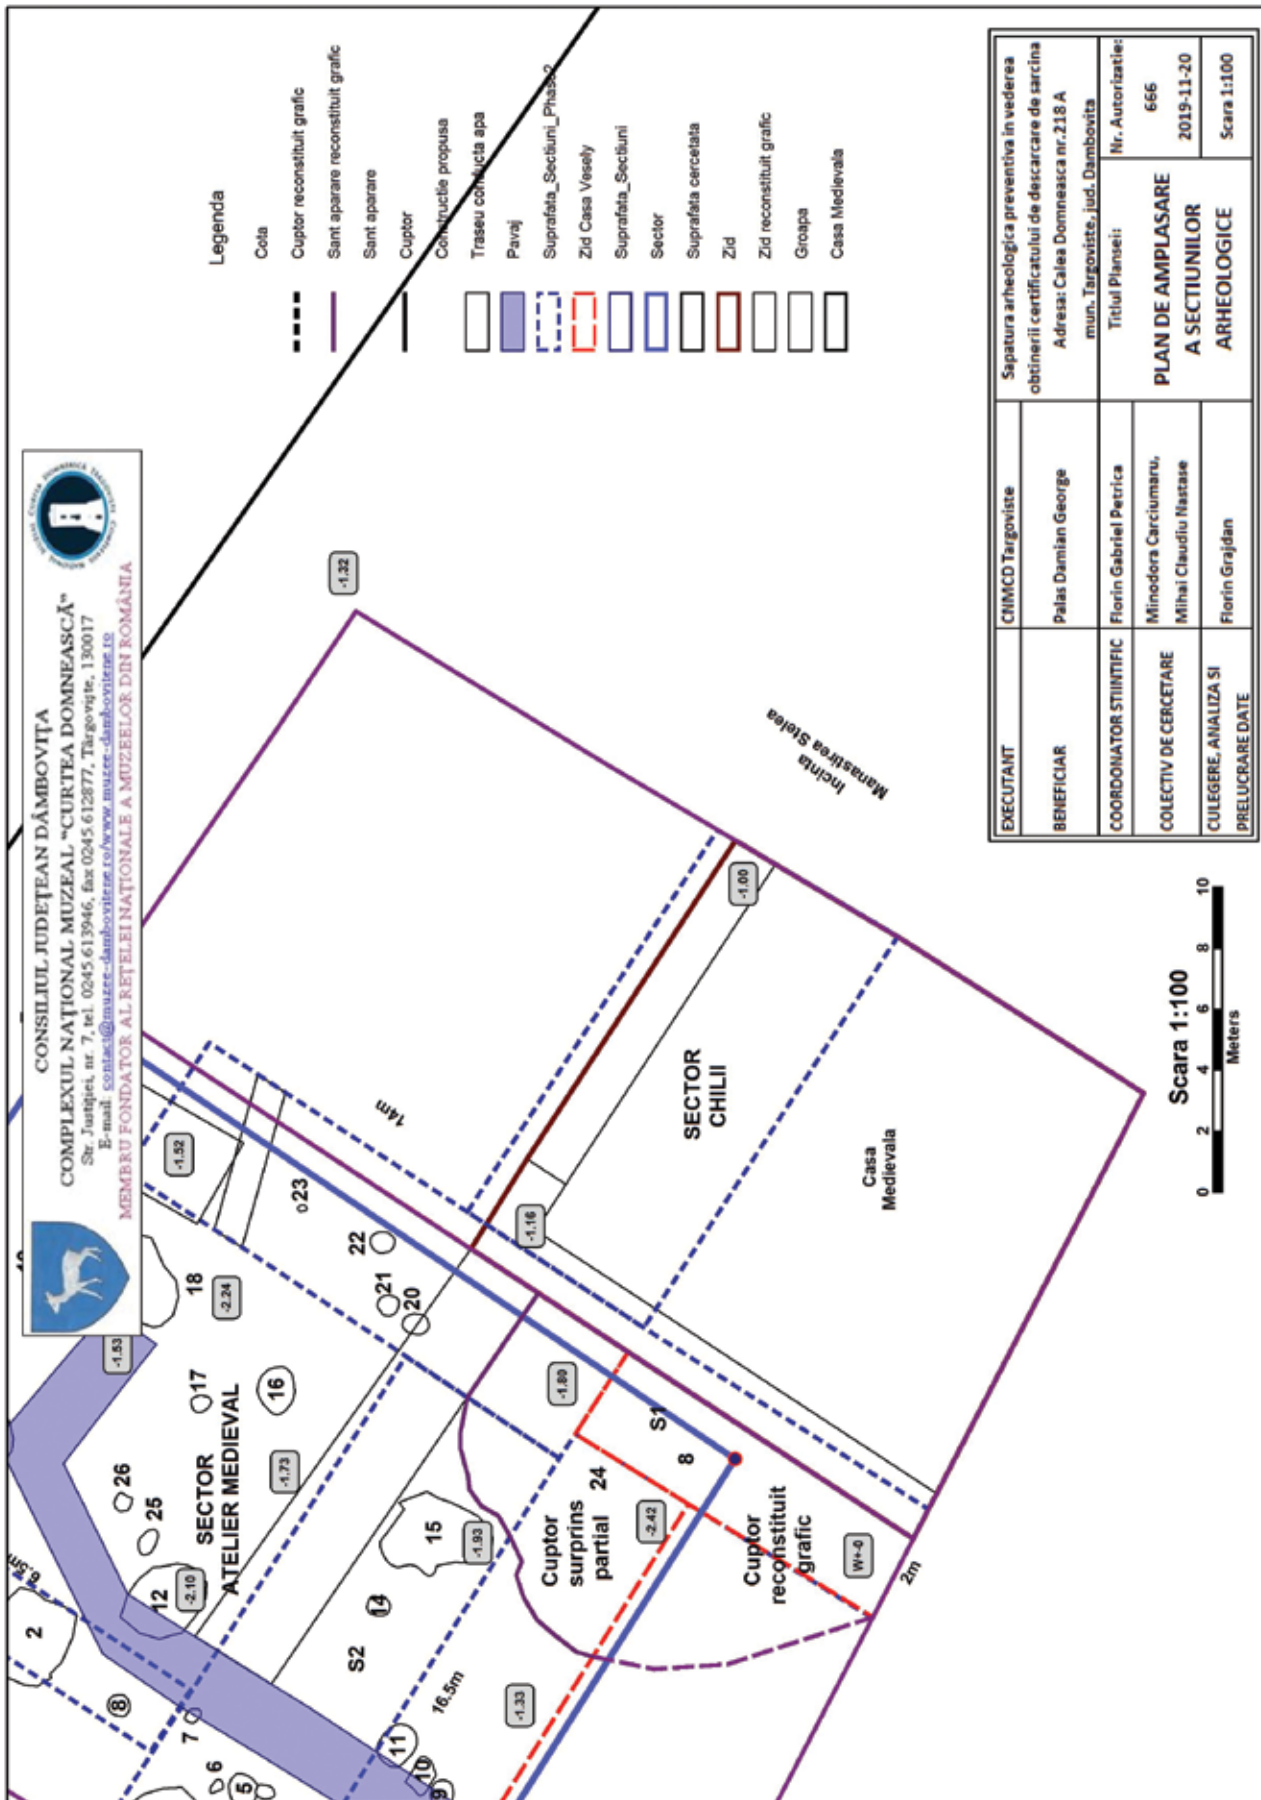 CONSILIUL JUDEȚEAN DÂMBOVIȚA
COMPLEXUL NAȚIONAL MUZEAL "CURTEA DOMNEASCĂ"
Str. Justiției, nr. 7, tel. 0245.613946, fax 0245.612877, Târgoviște, 130017
E-mail: contact@muzee-dambovitene.ro/www.muzee-dambovitene.ro
MEMBRU FONDATOR AL REȚELEI NAȚIONALE A MUZEELOR DIN ROMÂNIA
Legenda
Cota
Cuptor reconstituit grafic
Sant aparare reconstituit grafic
Sant aparare
Cuptor
Constructie propusa
Traseu conducta apa
Pavaj
Suprafata_Sectiuni_Phase2
Zid Casa Vesely
Suprafata_Sectiuni
Sector
Suprafata cercetata
Zid
Zid reconstituit grafic
Groapa
Casa Medievala
-1.32
-1.52
14m
23
22
21
20
18
-2.24
-1.53
17
16
SECTOR
ATELIER MEDIEVAL
-1.73
26
25
12
-2.10
6.5m
2
8
7
6
5
S2
14
15
-1.93
16.5m
11
10
9
-1.33
Cuptor
surprins
partial
24
-2.42
-1.80
S1
8
Cuptor
reconstituit
grafic
W+-0
2m
-1.16
-1.00
SECTOR
CHILII
Casa
Medievala
Incinta
Manastirea Stelea
Scara 1:100
0 2 4 6 8 10
Meters
EXECUTANT
CNMCD Targoviste
Sapatura arheologica preventiva in vederea
obtinerii certificatului de descarcare de sarcina
BENEFICIAR
Palas Damian George
Adresa: Calea Domneasca nr.218 A
mun. Targoviste, jud. Dambovita
COORDONATOR STIINTIFIC
Florin Gabriel Petrica
Titlul Plansei:
Nr. Autorizatie:
COLECTIV DE CERCETARE
Minodora Carciumaru,
Mihai Claudiu Nastase
PLAN DE AMPLASARE
A SECTIUNILOR
ARHEOLOGICE
666
2019-11-20
CULEGERE, ANALIZA SI
PRELUCRARE DATE
Florin Grajdan
Scara 1:100